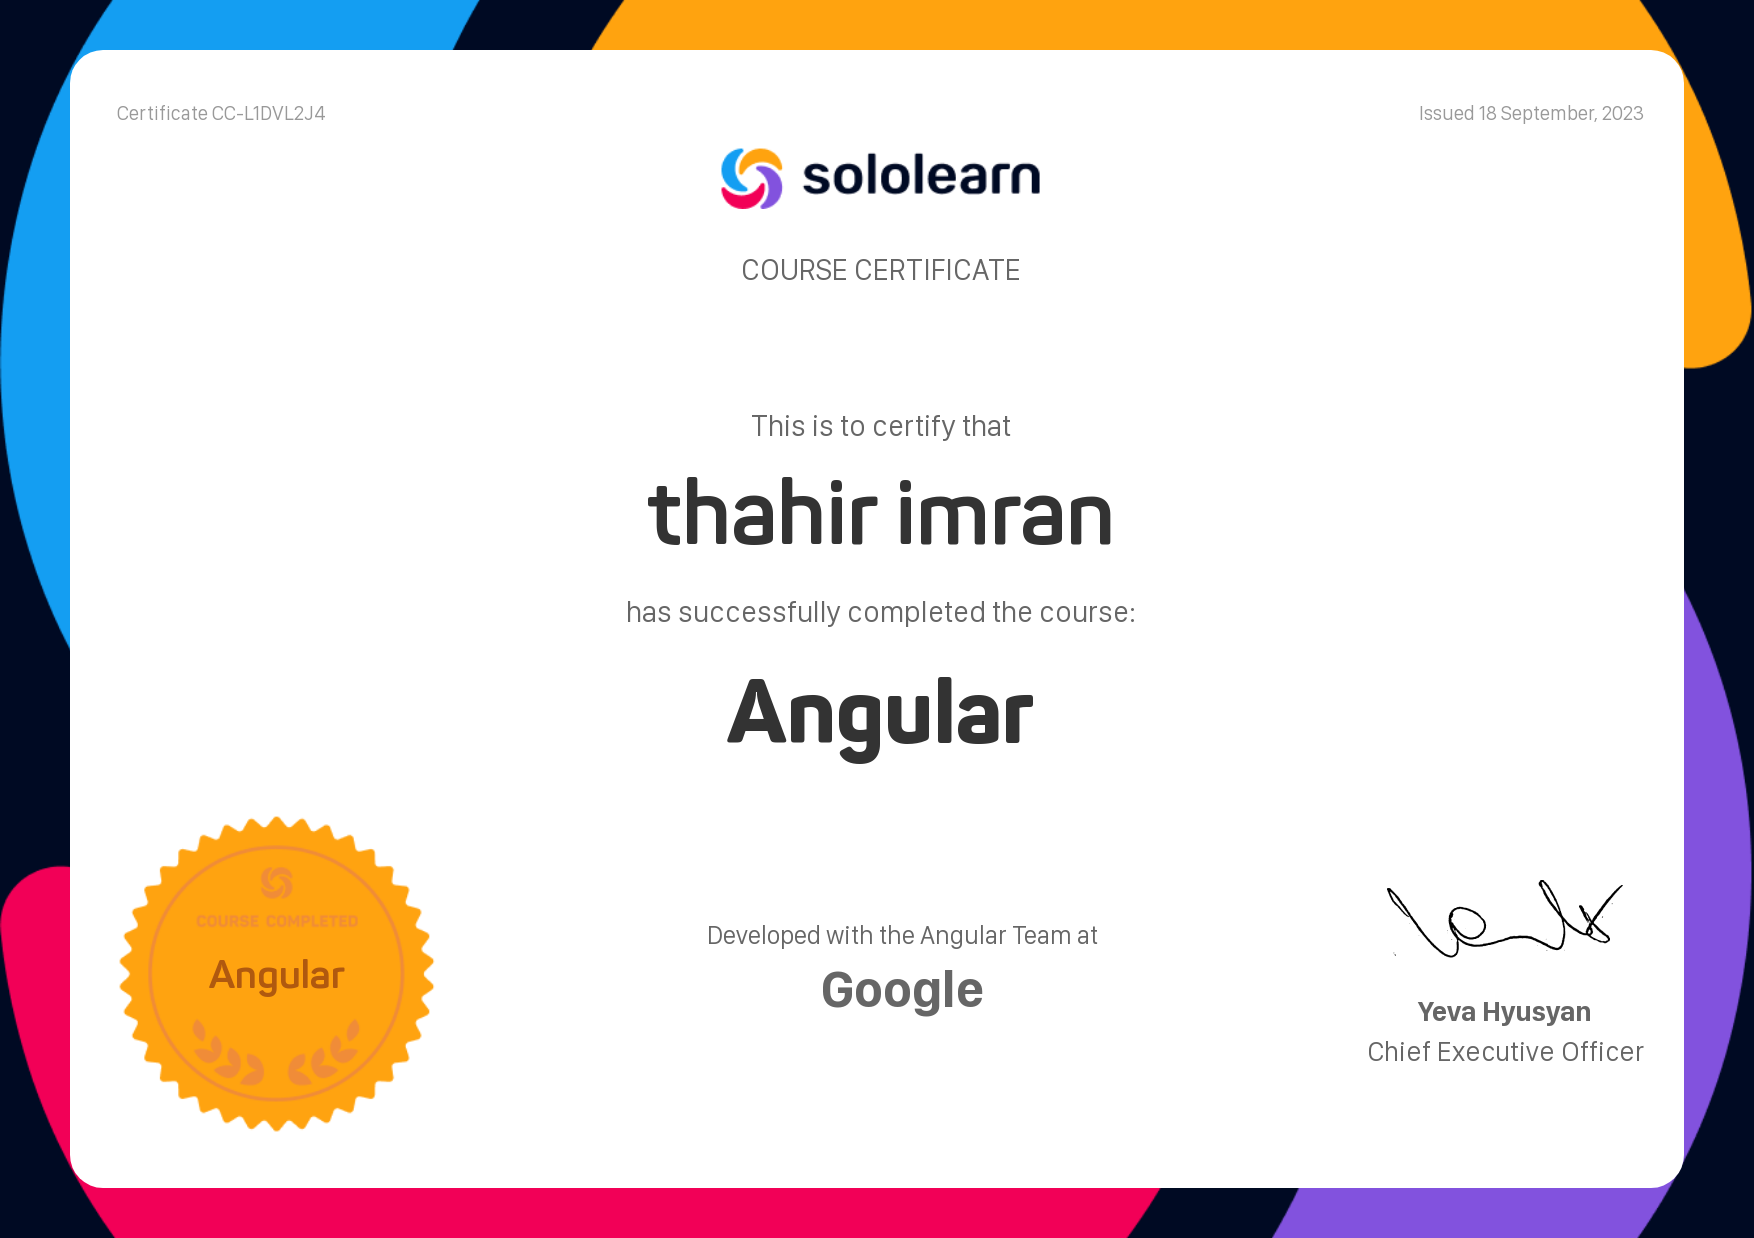 Certificate CC-L1DVL2J4
Issued 18 September, 2023
sololearn
COURSE CERTIFICATE
This is to certify that
thahir imran
has successfully completed the course:
Angular
COURSE COMPLETED
Angular
Developed with the Angular Team at
Google
Yeva Hyusyan
Chief Executive Officer